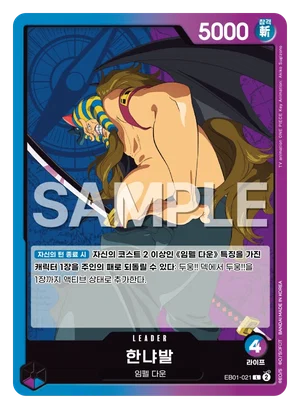 5000
참격
斬
SAMPLE
자신의 턴 종료 시 자신의 코스트 2 이상인 《임펠 다운》 특징을 가진
캐릭터 1장을 주인의 패로 되돌릴 수 있다. 두웅!! 덱에서 두웅!!을
1장까지 액티브 상태로 추가한다.
LEADER
한냐발
임펠 다운
4
라이프
EB01-021 L 2